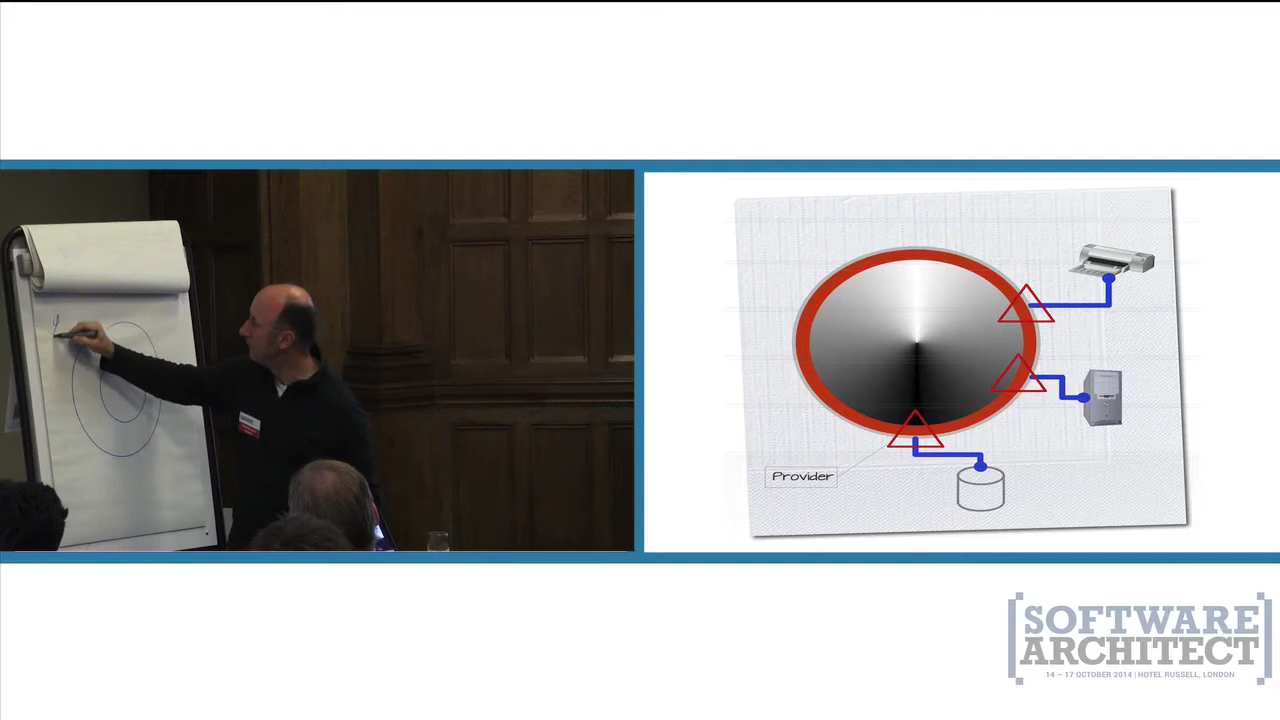 Provider
SOFTWARE
ARCHITECT
14 – 17 OCTOBER 2014 | HOTEL RUSSELL, LONDON